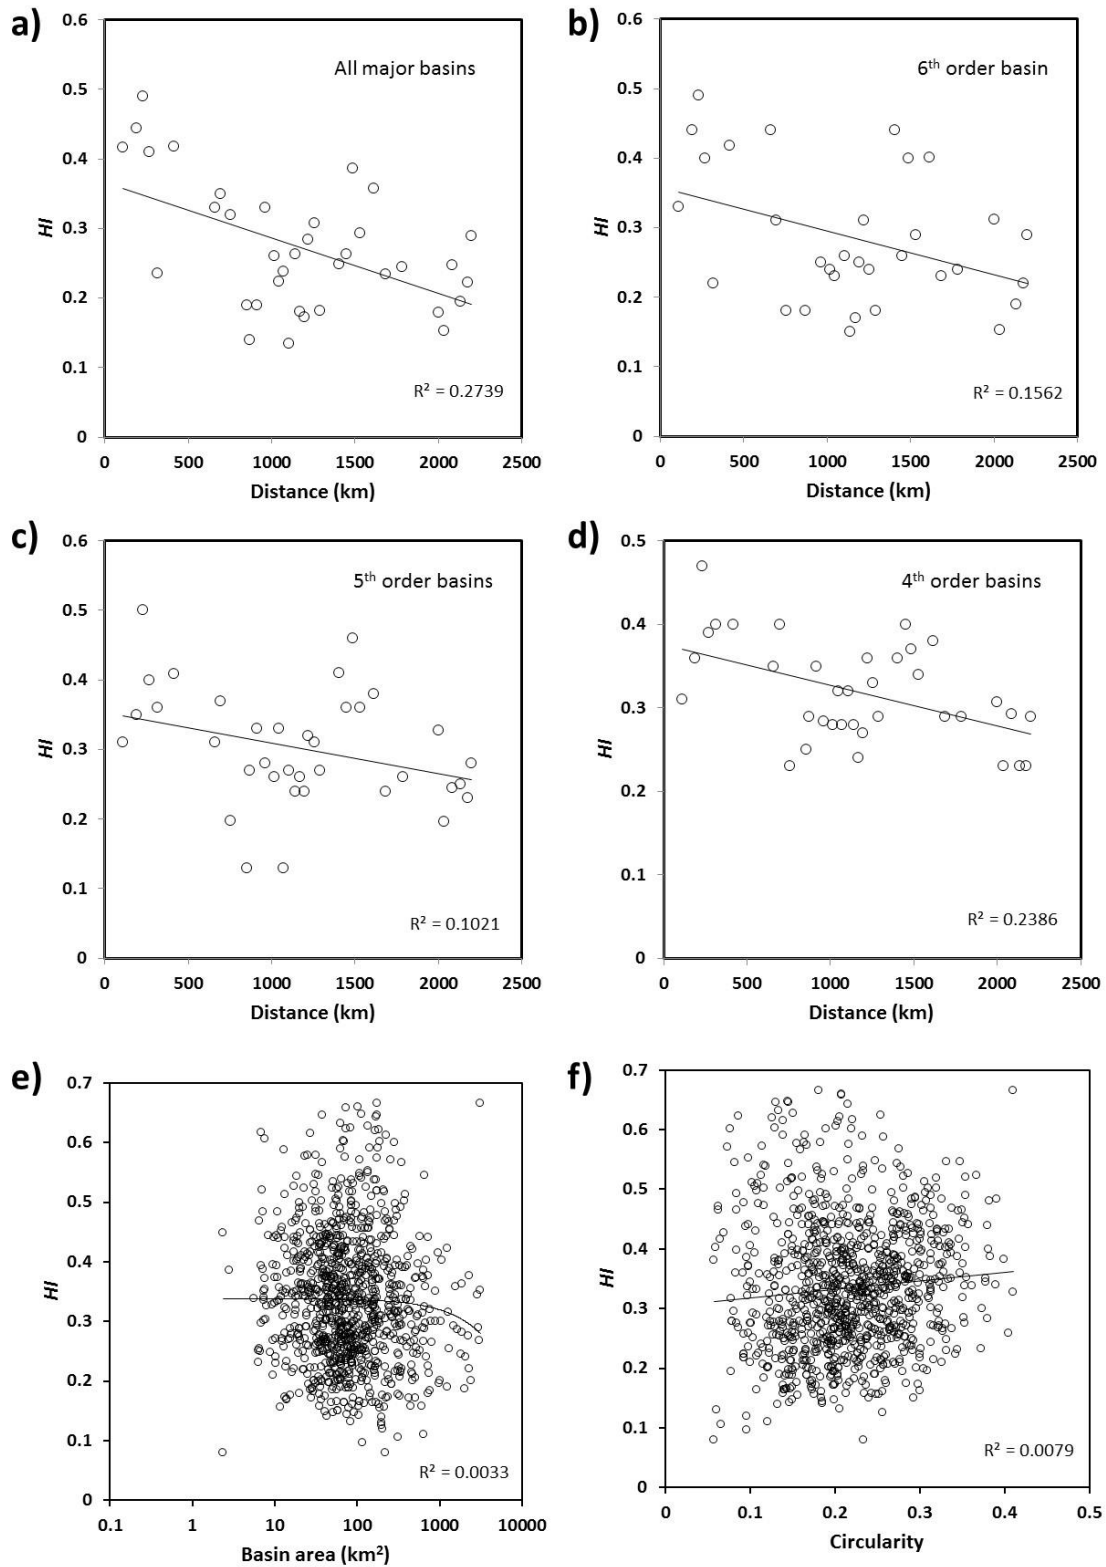 a)
0.6
0.5
0.4
0.3
0.2
0.1
0
HI
All major basins
R² = 0.2739
0 500 1000 1500 2000 2500
Distance (km)
b)
0.6
0.5
0.4
0.3
0.2
0.1
0
HI
6th order basin
R² = 0.1562
0 500 1000 1500 2000 2500
Distance (km)
c)
0.6
0.5
0.4
0.3
0.2
0.1
0
HI
5th order basins
R² = 0.1021
0 500 1000 1500 2000 2500
Distance (km)
d)
0.5
0.4
0.3
0.2
0.1
0
HI
4th order basins
R² = 0.2386
0 500 1000 1500 2000 2500
Distance (km)
e)
0.7
0.6
0.5
0.4
0.3
0.2
0.1
0
HI
R² = 0.0033
0.1 1 10 100 1000 10000
Basin area (km²)
f)
0.7
0.6
0.5
0.4
0.3
0.2
0.1
0
HI
R² = 0.0079
0 0.1 0.2 0.3 0.4 0.5
Circularity